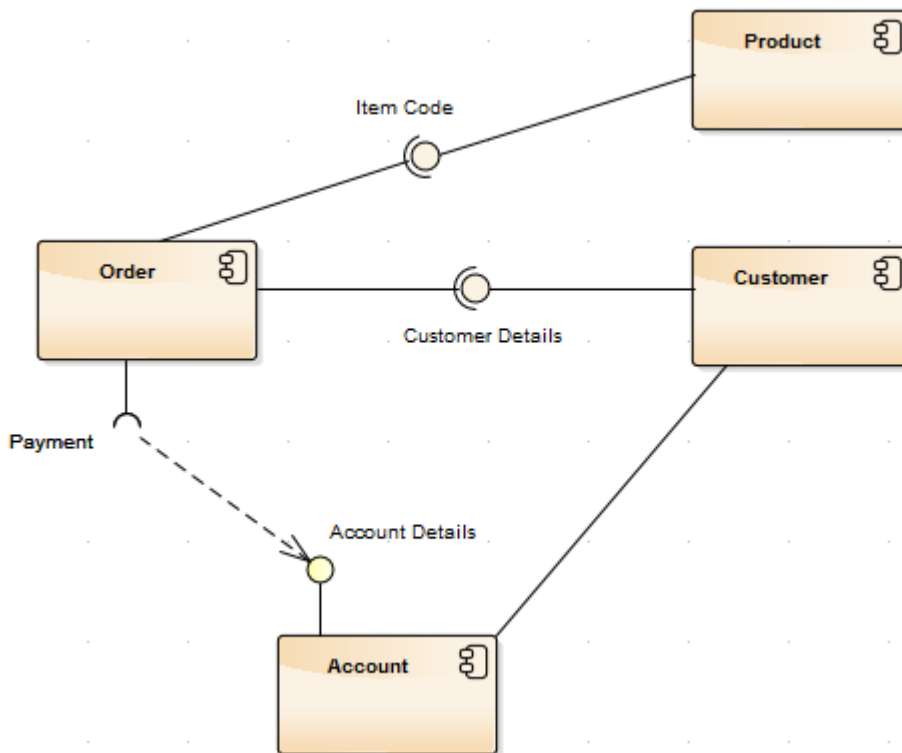 Product
Item Code
Order
Customer
Customer Details
Payment
Account Details
Account